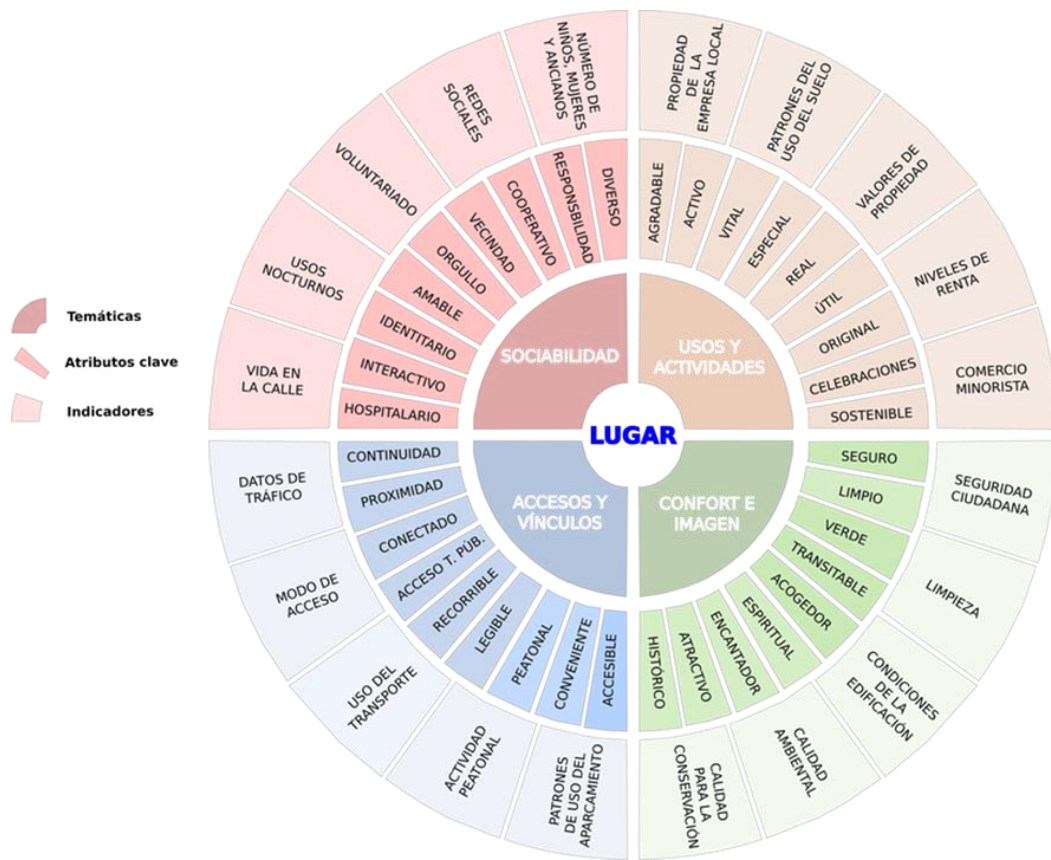 NÚMERO DE
NIÑOS, MUJERES
Y ANCIANOS
REDES
SOCIALES
VOLUNTARIADO
USOS
NOCTURNOS
VIDA EN
LA CALLE
PROPIEDAD
DE LA
EMPRESA LOCAL
PATRONES DEL
USO DEL SUELO
VALORES DE
PROPIEDAD
NIVELES DE
RENTA
COMERCIO
MINORISTA
DIVERSO
RESPONSBILIDAD
COOPERATIVO
VECINDAD
ORGULLO
AMABLE
IDENTITARIO
INTERACTIVO
HOSPITALARIO
AGRADABLE
ACTIVO
VITAL
ESPECIAL
REAL
ÚTIL
ORIGINAL
CELEBRACIONES
SOSTENIBLE
Temáticas
Atributos clave
Indicadores
SOCIABILIDAD
USOS Y
ACTIVIDADES
LUGAR
ACCESOS Y
VÍNCULOS
CONFORT E
IMAGEN
CONTINUIDAD
PROXIMIDAD
CONECTADO
ACCESO T. PÚB.
RECORRIBLE
LEGIBLE
PEATONAL
CONVENIENTE
ACCESIBLE
SEGURO
LIMPIO
VERDE
TRANSITABLE
ACOGEDOR
ESPIRITUAL
ENCANTADOR
ATRACTIVO
HISTÓRICO
DATOS DE
TRÁFICO
MODO DE
ACCESO
USO DEL
TRANSPORTE
ACTIVIDAD
PEATONAL
PATRONES
DE USO DEL
APARCAMIENTO
SEGURIDAD
CIUDADANA
LIMPIEZA
CONDICIONES
DE LA
EDIFICACIÓN
CALIDAD
AMBIENTAL
CALIDAD
PARA LA
CONSERVACIÓN